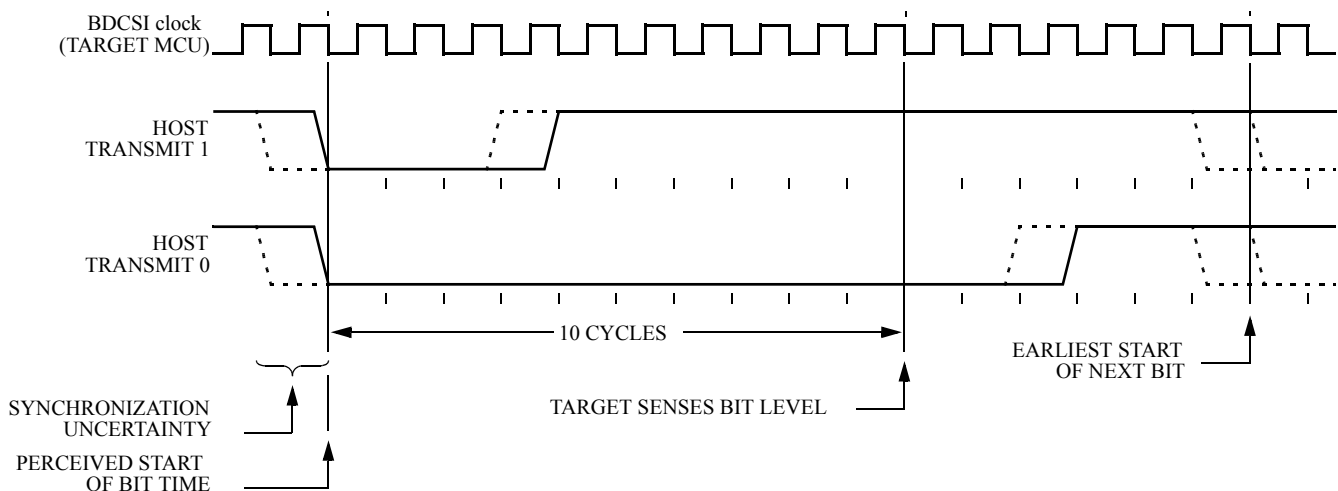 BDCSI clock
(TARGET MCU)
HOST
TRANSMIT 1
HOST
TRANSMIT 0
10 CYCLES
EARLIEST START
OF NEXT BIT
TARGET SENSES BIT LEVEL
SYNCHRONIZATION
UNCERTAINTY
PERCEIVED START
OF BIT TIME